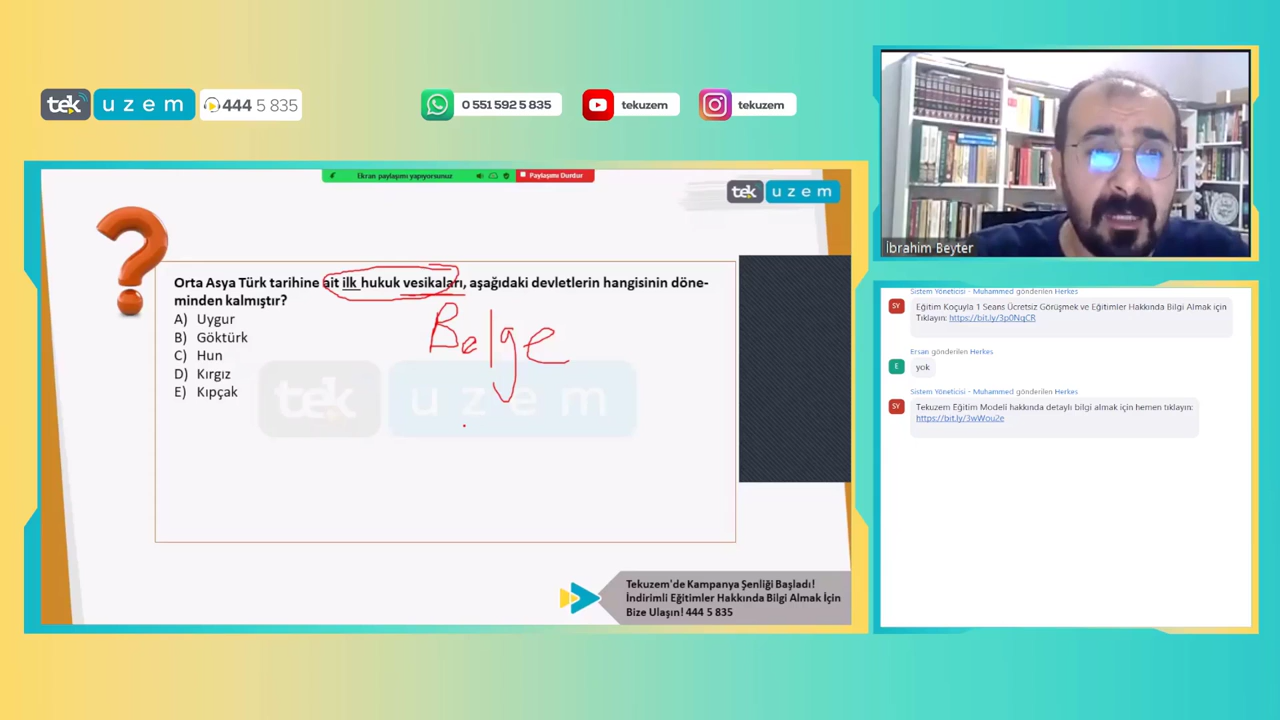 tek uzem 444 5 835
0 551 592 5 835
tekuzem
tekuzem
Ekran paylaşımı yapıyorsunuz
Paylaşımı Durdur
tek uzem
Orta Asya Türk tarihine ait ilk hukuk vesikaları, aşağıdaki devletlerin hangisinin döne-
minden kalmıştır?
A) Uygur
B) Göktürk
C) Hun
D) Kırgız
E) Kıpçak
Belge
tek uzem
Tekuzem'de Kampanya Şenliği Başladı!
İndirimli Eğitimler Hakkında Bilgi Almak İçin
Bize Ulaşın! 444 5 835
İbrahim Beyter
Sistem Yöneticisi - Muhammed gönderilen Herkes
SY
Eğitim Koçuyla 1 Seans Ücretsiz Görüşmek ve Eğitimler Hakkında Bilgi Almak için
Tıklayın: https://bit.ly/3p0NqCR
Ersan gönderilen Herkes
E
yok
Sistem Yöneticisi - Muhammed gönderilen Herkes
SY
Tekuzem Eğitim Modeli hakkında detaylı bilgi almak için hemen tıklayın:
https://bit.ly/3wWou2e